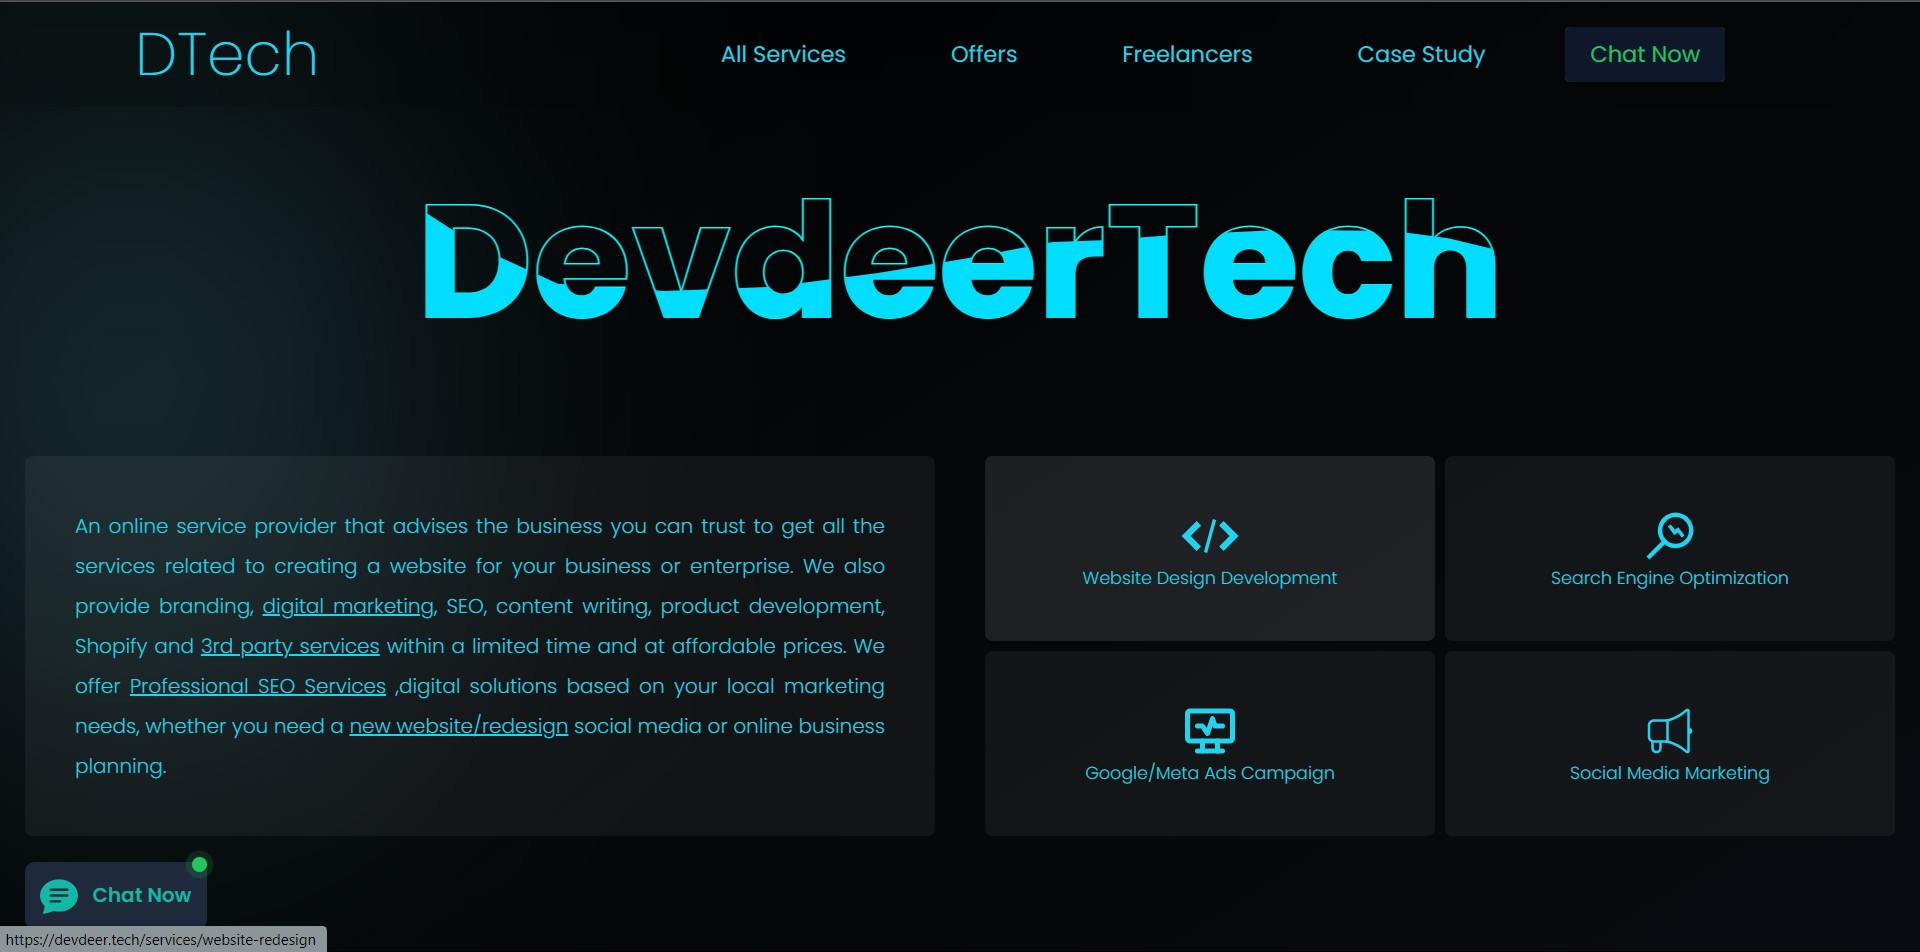 DTech
All Services
Offers
Freelancers
Case Study
Chat Now
DevdeerTech
An online service provider that advises the business you can trust to get all the
services related to creating a website for your business or enterprise. We also
provide branding, digital marketing, SEO, content writing, product development,
Shopify and 3rd party services within a limited time and at affordable prices. We
offer Professional SEO Services ,digital solutions based on your local marketing
needs, whether you need a new website/redesign social media or online business
planning.
Website Design Development
Search Engine Optimization
Google/Meta Ads Campaign
Social Media Marketing
Chat Now
https://devdeer.tech/services/website-redesign